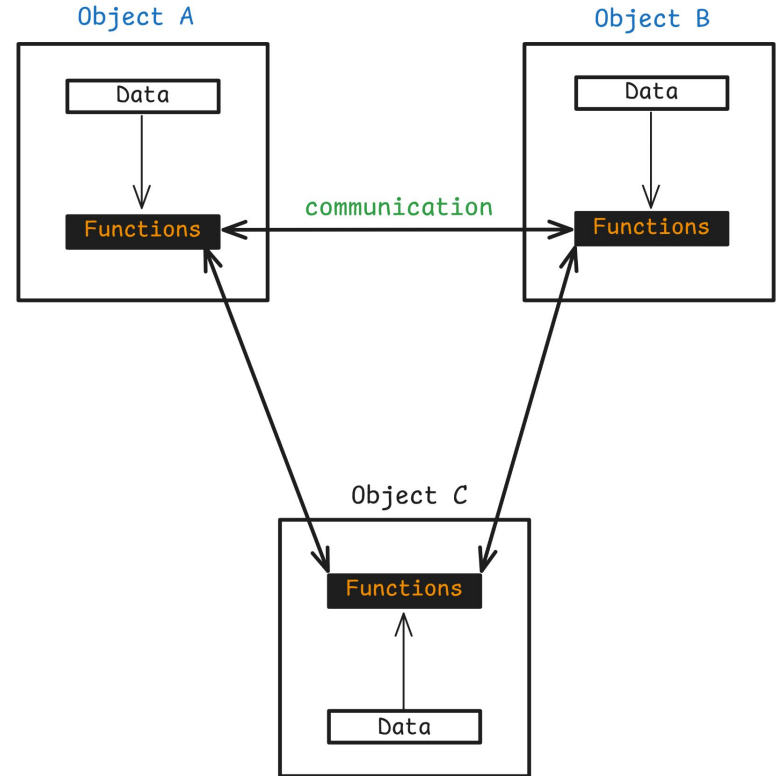 Object A
Object B
Data
Data
communication
Functions
Functions
Object C
Functions
Data